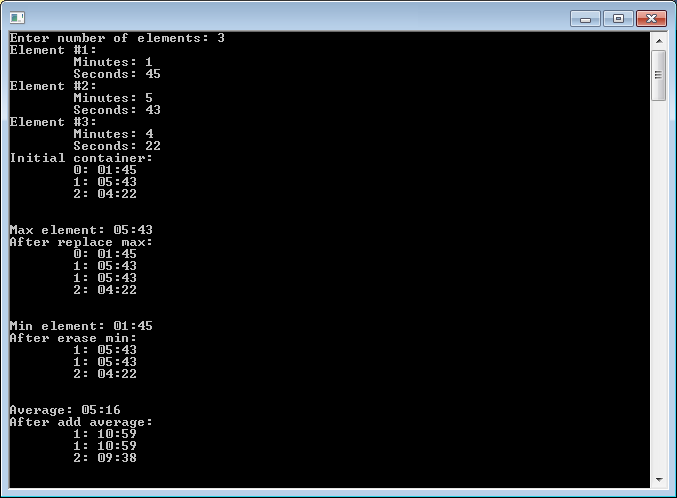 Enter number of elements: 3
Element #1:
Minutes: 1
Seconds: 45
Element #2:
Minutes: 5
Seconds: 43
Element #3:
Minutes: 4
Seconds: 22
Initial container:
0: 01:45
1: 05:43
2: 04:22
Max element: 05:43
After replace max:
0: 01:45
1: 05:43
1: 05:43
2: 04:22
Min element: 01:45
After erase min:
1: 05:43
1: 05:43
2: 04:22
Average: 05:16
After add average:
1: 10:59
1: 10:59
2: 09:38